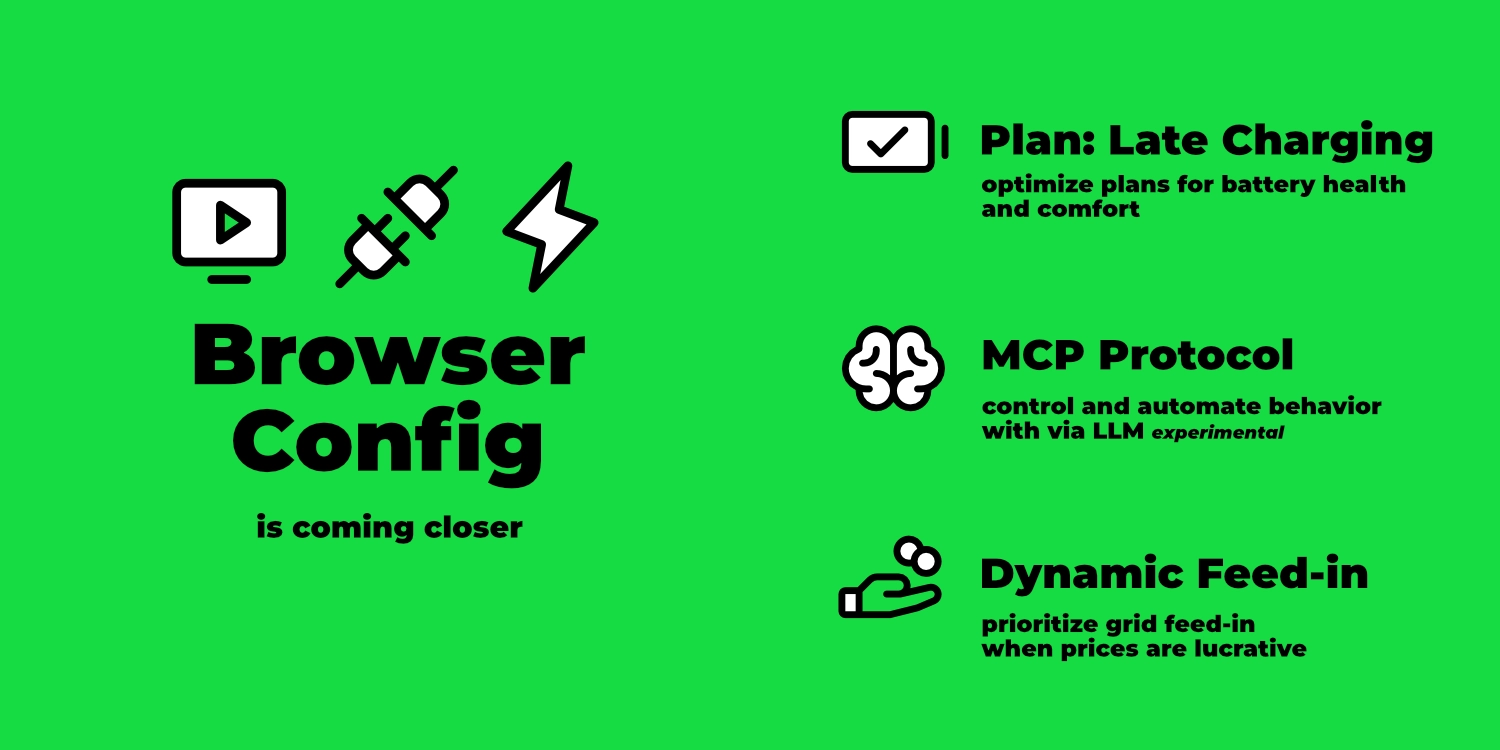 Browser
Config
is coming closer
Plan: Late Charging
optimize plans for battery health
and comfort
MCP Protocol
control and automate behavior
with via LLM experimental
Dynamic Feed-in
prioritize grid feed-in
when prices are lucrative